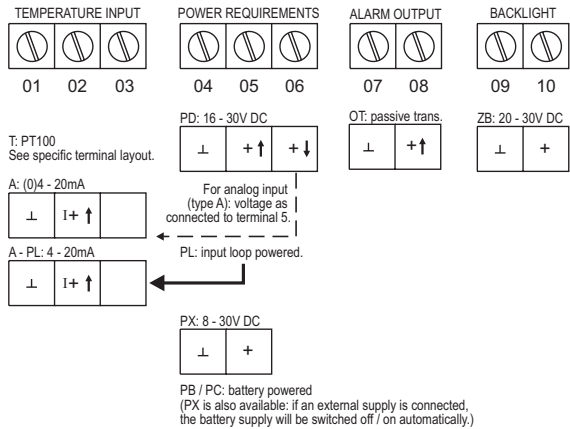 TEMPERATURE INPUT POWER REQUIREMENTS ALARM OUTPUT BACKLIGHT
01 02 03 04 05 06 07 08 09 10
PD: 16 - 30V DC OT: passive trans. ZB: 20 - 30V DC
⊥ + + ⊥ + ⊥ +
T: PT100
See specific terminal layout.
A: (0)4 - 20mA
⊥ I+
For analog input
(type A): voltage as
connected to terminal 5.
A - PL: 4 - 20mA PL: input loop powered.
⊥ I+
PX: 8 - 30V DC
⊥ +
PB / PC: battery powered
(PX is also available: if an external supply is connected,
the battery supply will be switched off / on automatically.)